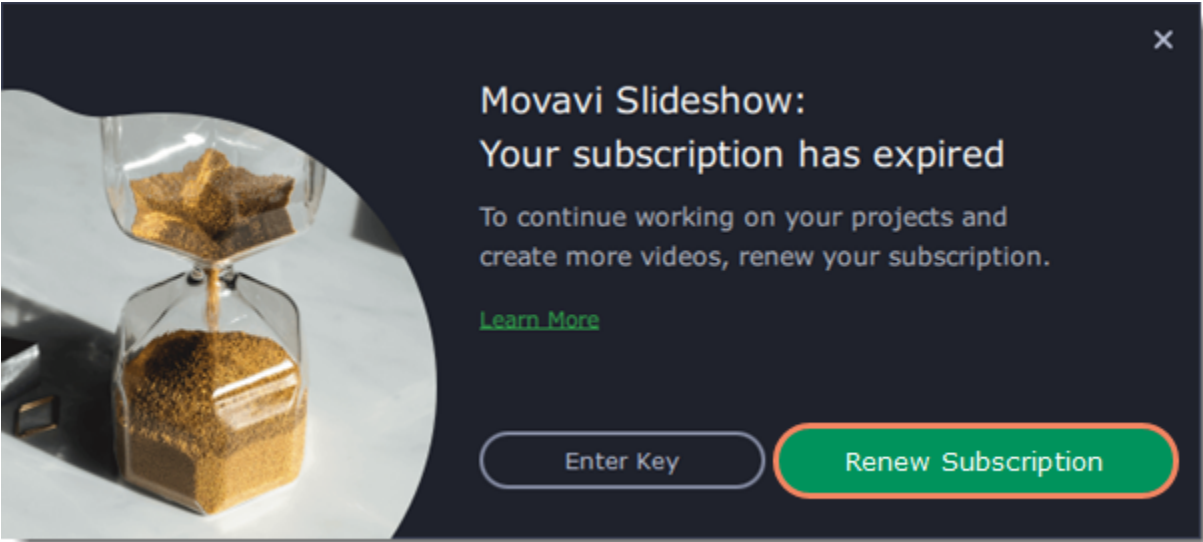 Movavi Slideshow:
Your subscription has expired
To continue working on your projects and
create more videos, renew your subscription.
Learn More
Enter Key
Renew Subscription